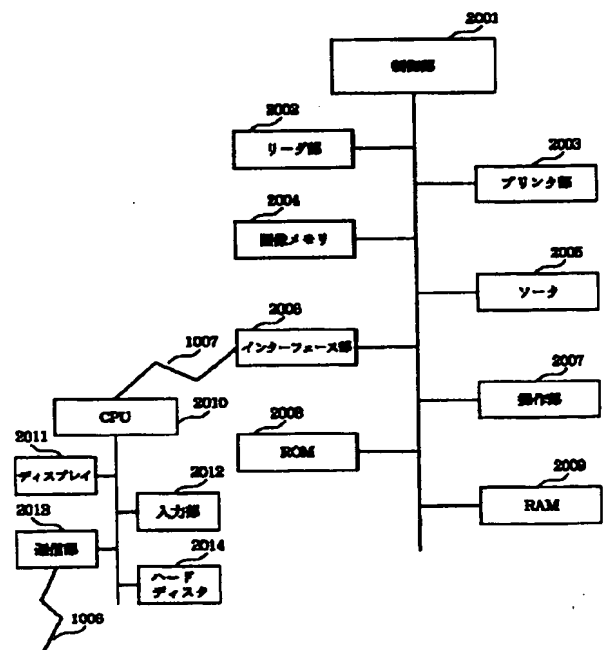 2001
制御部
2002
リーダ部
2003
プリンタ部
2004
画像メモリ
2005
ソータ
2006
インターフェース部
1007
2007
操作部
2010
CPU
2008
ROM
2011
ディスプレイ
2012
入力部
2009
RAM
2013
通信部
2014
ハード
ディスク
1006